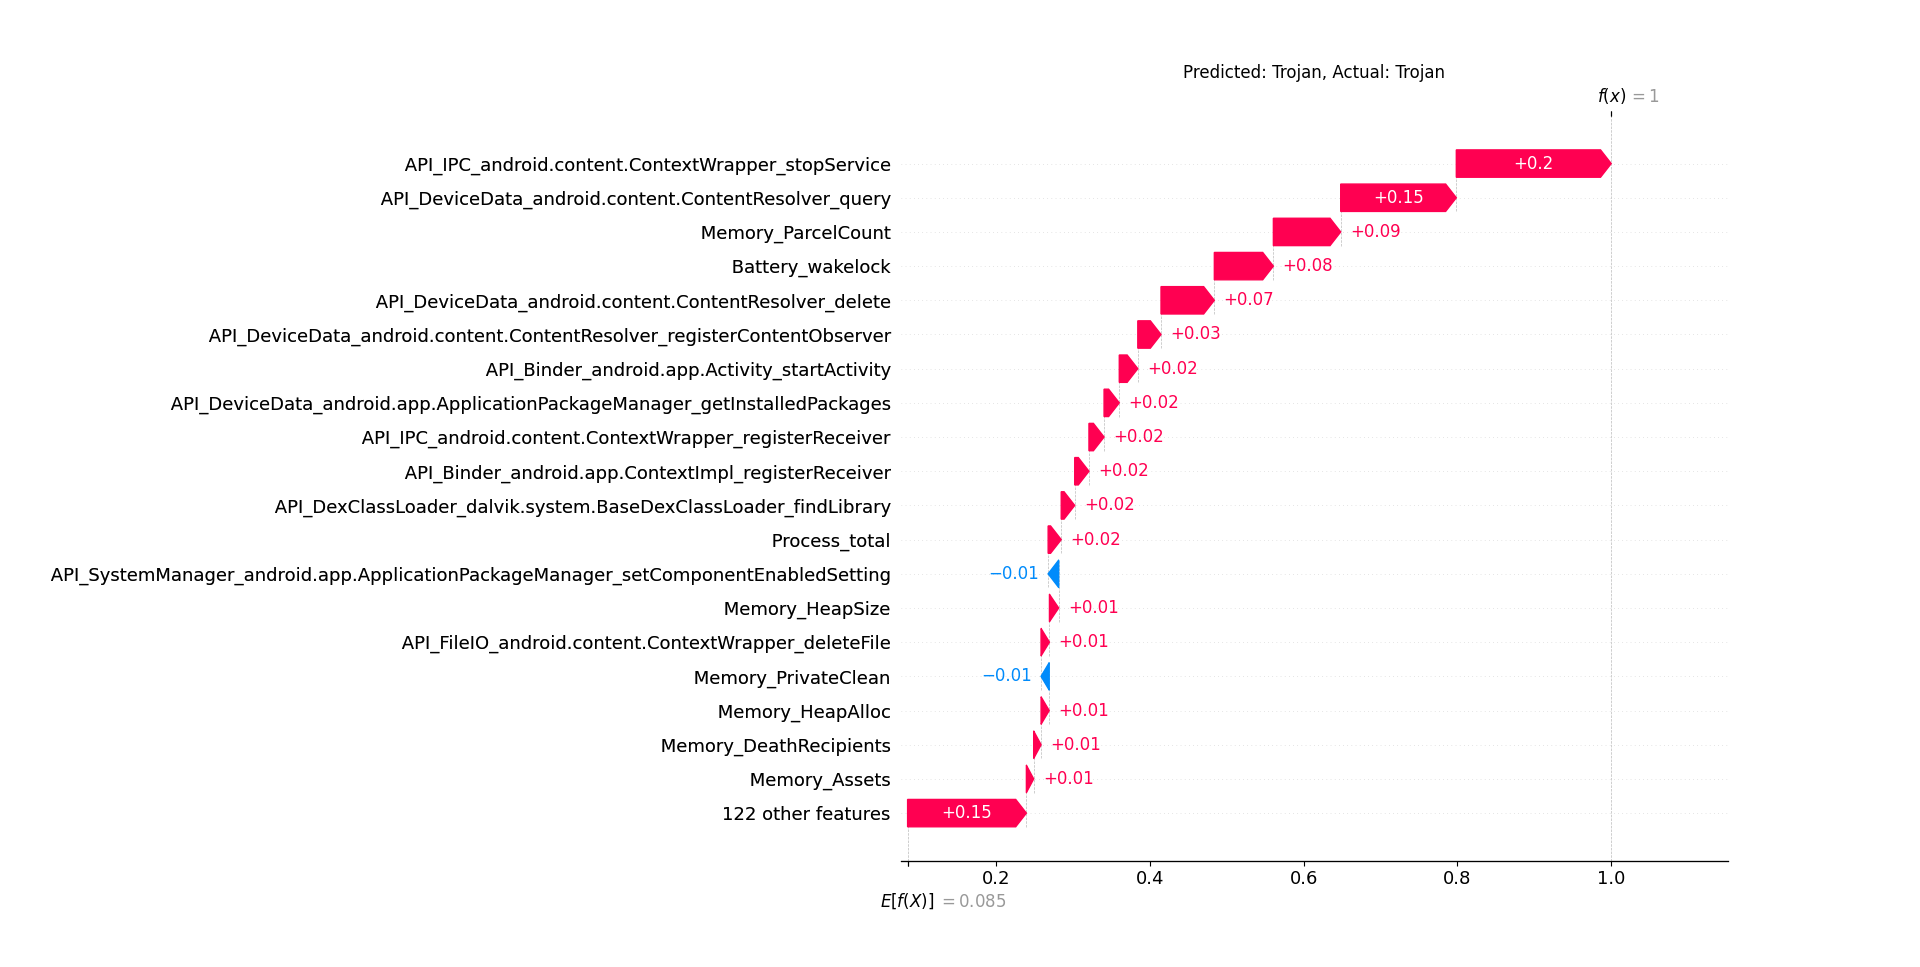 Predicted: Trojan, Actual: Trojan
f(x) = 1
API_IPC_android.content.ContextWrapper_stopService +0.2
API_DeviceData_android.content.ContentResolver_query +0.15
Memory_ParcelCount +0.09
Battery_wakelock +0.08
API_DeviceData_android.content.ContentResolver_delete +0.07
API_DeviceData_android.content.ContentResolver_registerContentObserver +0.03
API_Binder_android.app.Activity_startActivity +0.02
API_DeviceData_android.app.ApplicationPackageManager_getInstalledPackages +0.02
API_IPC_android.content.ContextWrapper_registerReceiver +0.02
API_Binder_android.app.ContextImpl_registerReceiver +0.02
API_DexClassLoader_dalvik.system.BaseDexClassLoader_findLibrary +0.02
Process_total +0.02
API_SystemManager_android.app.ApplicationPackageManager_setComponentEnabledSetting −0.01
Memory_HeapSize +0.01
API_FileIO_android.content.ContextWrapper_deleteFile +0.01
Memory_PrivateClean −0.01
Memory_HeapAlloc +0.01
Memory_DeathRecipients +0.01
Memory_Assets +0.01
122 other features +0.15
0.2 0.4 0.6 0.8 1.0
E[f(X)] = 0.085